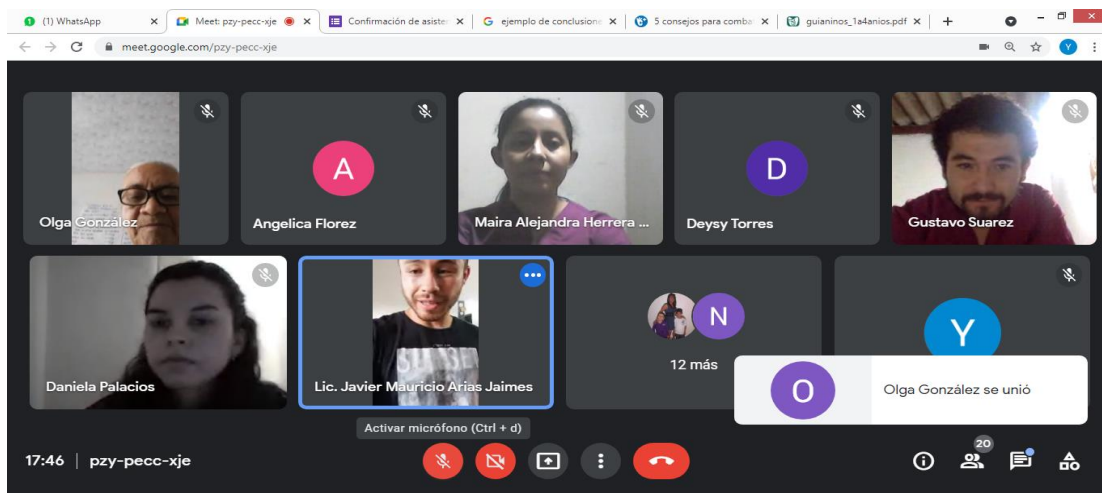 (1) WhatsApp
Meet: pzy-pecc-xje
Confirmación de asisten
ejemplo de conclusione
5 consejos para comba
guianinos_1a4anios.pdf
meet.google.com/pzy-pecc-xje
Y
Olga González
A
Angelica Florez
Maira Alejandra Herrera ...
D
Deysy Torres
Gustavo Suarez
Daniela Palacios
Lic. Javier Mauricio Arias Jaimes
N
12 más
Y
O
Olga González se unió
Activar micrófono (Ctrl + d)
17:46 | pzy-pecc-xje
20